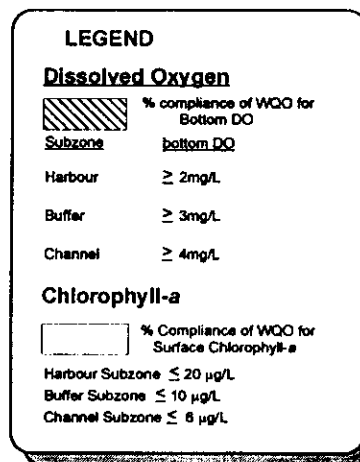 LEGEND
Dissolved Oxygen
% compliance of WQO for
Bottom DO
Subzone bottom DO
Harbour ≥ 2mg/L
Buffer ≥ 3mg/L
Channel ≥ 4mg/L
Chlorophyll-a
% Compliance of WQO for
Surface Chlorophyll-a
Harbour Subzone ≤ 20 µg/L
Buffer Subzone ≤ 10 µg/L
Channel Subzone ≤ 6 µg/L